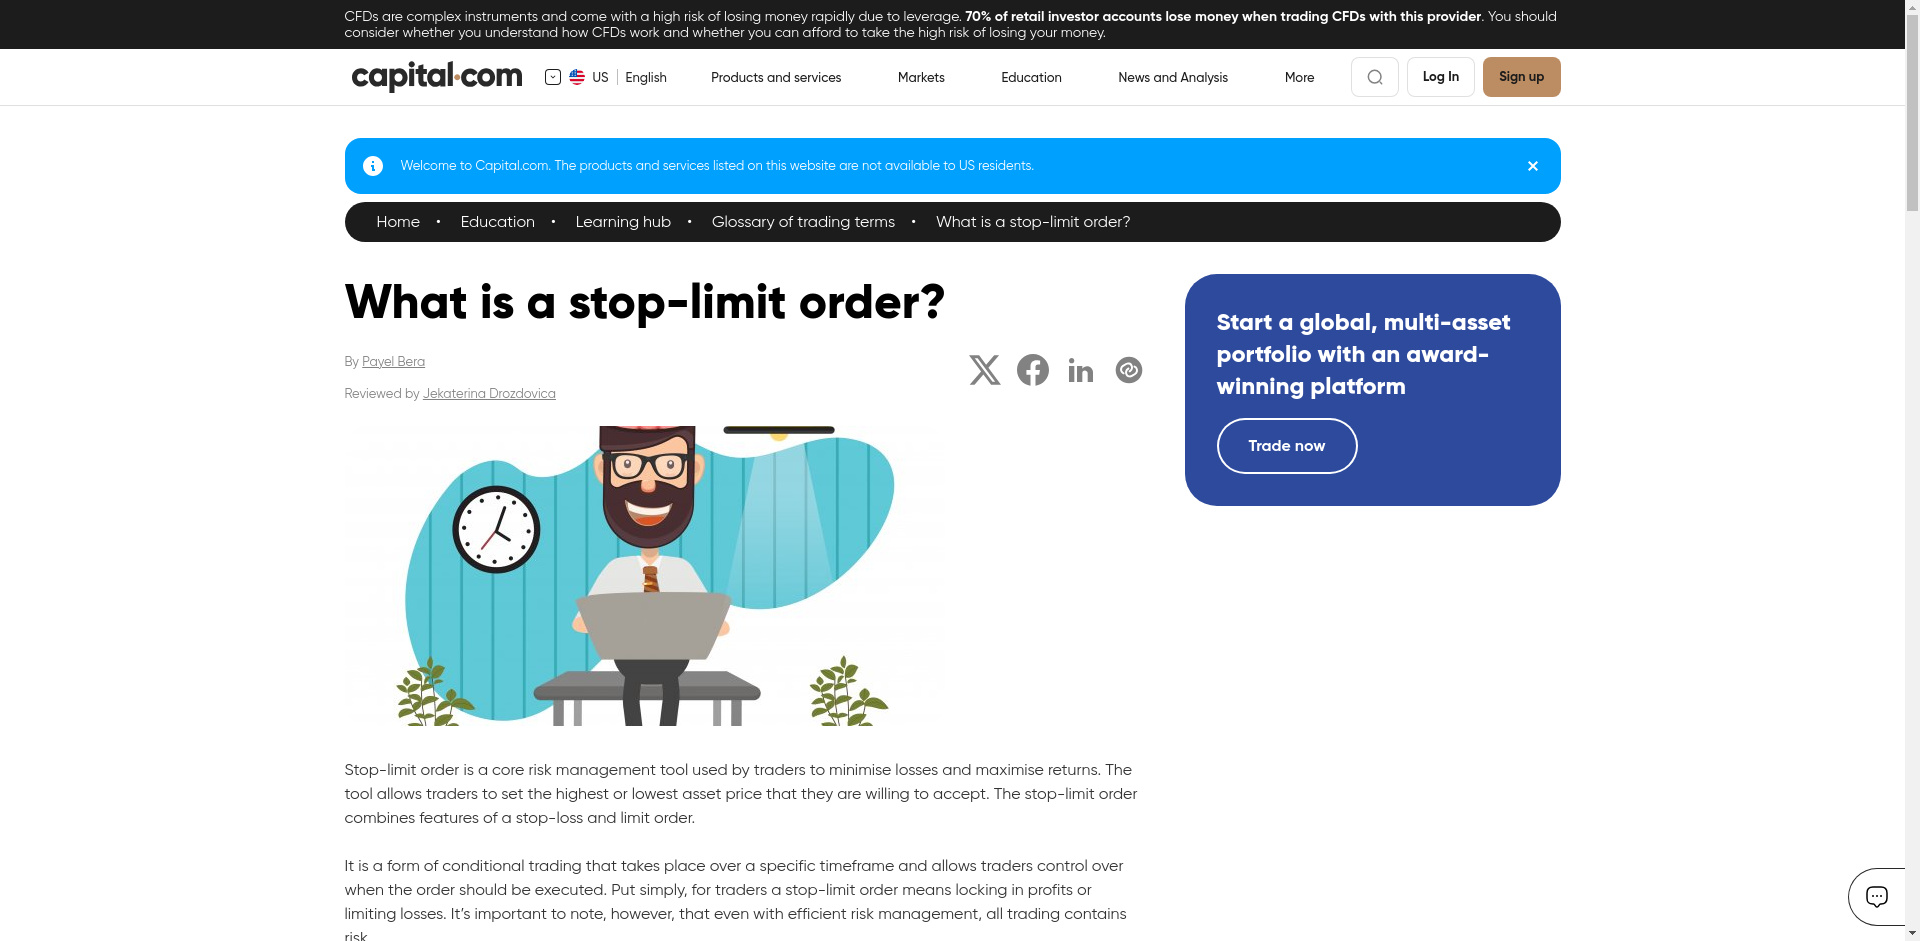 CFDs are complex instruments and come with a high risk of losing money rapidly due to leverage. 70% of retail investor accounts lose money when trading CFDs with this provider. You should
consider whether you understand how CFDs work and whether you can afford to take the high risk of losing your money.
capital.com
US English
Products and services
Markets
Education
News and Analysis
More
Log In
Sign up
Welcome to Capital.com. The products and services listed on this website are not available to US residents.
Home • Education • Learning hub • Glossary of trading terms • What is a stop-limit order?
What is a stop-limit order?
By Payel Bera
Reviewed by Jekaterina Drozdovica
Start a global, multi-asset
portfolio with an award-
winning platform
Trade now
Stop-limit order is a core risk management tool used by traders to minimise losses and maximise returns. The
tool allows traders to set the highest or lowest asset price that they are willing to accept. The stop-limit order
combines features of a stop-loss and limit order.
It is a form of conditional trading that takes place over a specific timeframe and allows traders control over
when the order should be executed. Put simply, for traders a stop-limit order means locking in profits or
limiting losses. It’s important to note, however, that even with efficient risk management, all trading contains
risk.